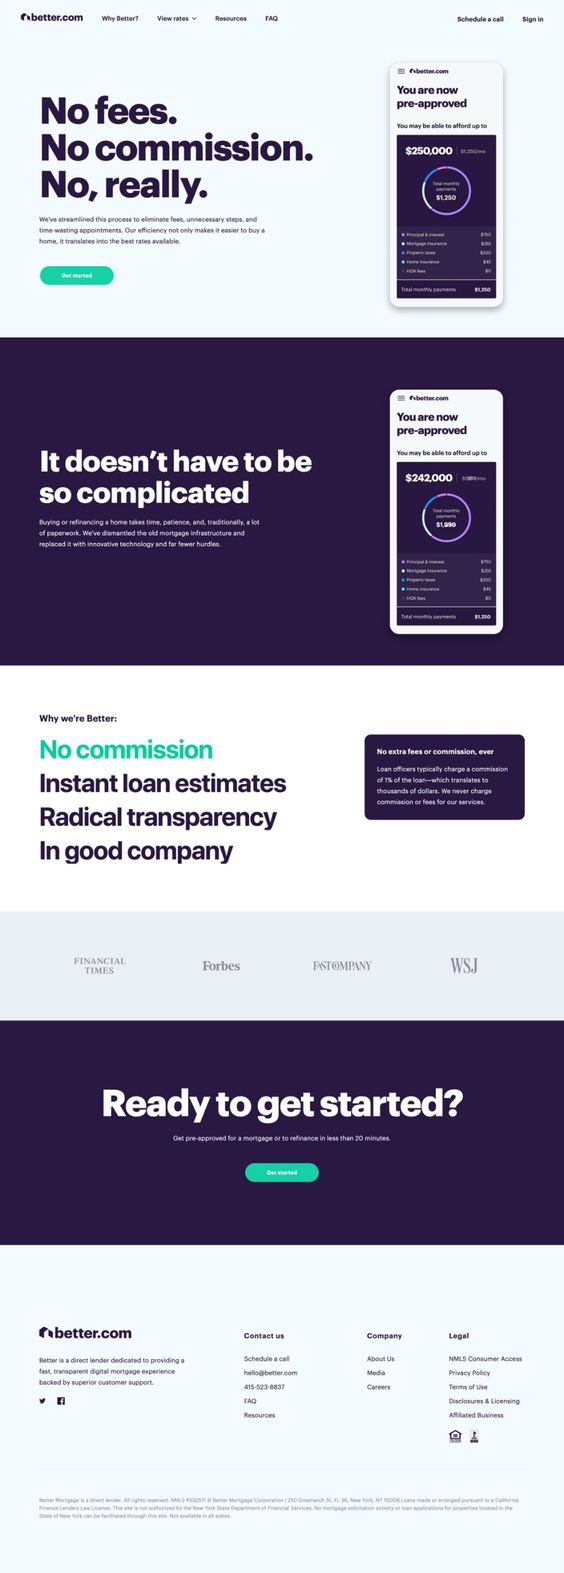 better.com
Why Better?
View rates
Resources
FAQ
Schedule a call
Sign in
No fees.
No commission.
No, really.
We've streamlined this process to eliminate fees, unnecessary steps, and
time-wasting appointments. Our efficiency not only makes it easier to buy a
home, it translates into the best rates available.
Get started
better.com
You are now
pre-approved
You may be able to afford up to
$250,000
$1,250/mo
Total monthly
payments
$1,250
Principal & interest $750
Mortgage insurance $255
Property taxes $200
Home insurance $45
HOA fees $0
Total monthly payments $1,250
It doesn't have to be
so complicated
Buying or refinancing a home takes time, patience, and, traditionally, a lot
of paperwork. We've dismantled the old mortgage infrastructure and
replaced it with innovative technology and far fewer hurdles.
better.com
You are now
pre-approved
You may be able to afford up to
$242,000
Total monthly
payments
Principal & interest $750
Mortgage insurance $255
Property taxes $200
Home insurance $45
HOA fees $0
Total monthly payments $1,250
Why we're Better:
No commission
Instant loan estimates
Radical transparency
In good company
No extra fees or commission, ever
Loan officers typically charge a commission
of 1% of the loan—which translates to
thousands of dollars. We never charge
commission or fees for our services.
FINANCIAL
TIMES
Forbes
FAST COMPANY
WSJ
Ready to get started?
Get pre-approved for a mortgage or to refinance in less than 20 minutes.
Get started
better.com
Better is a direct lender dedicated to providing a
fast, transparent digital mortgage experience
backed by superior customer support.
Contact us
Schedule a call
hello@better.com
415-523-8837
FAQ
Resources
Company
About Us
Media
Careers
Legal
NMLS Consumer Access
Privacy Policy
Terms of Use
Disclosures & Licensing
Affiliated Business
Better Mortgage is a direct lender. All rights reserved. NMLS #330511 © Better Mortgage Corporation | 250 Greenwich St, FL 36, New York, NY 10006 Loans made or arranged pursuant to a California
Finance Lenders Law License. This site is not authorized by the New York State Department of Financial Services. No mortgage solicitation activity or loan applications for properties located in the
State of New York can be facilitated through this site. Not available in all states.